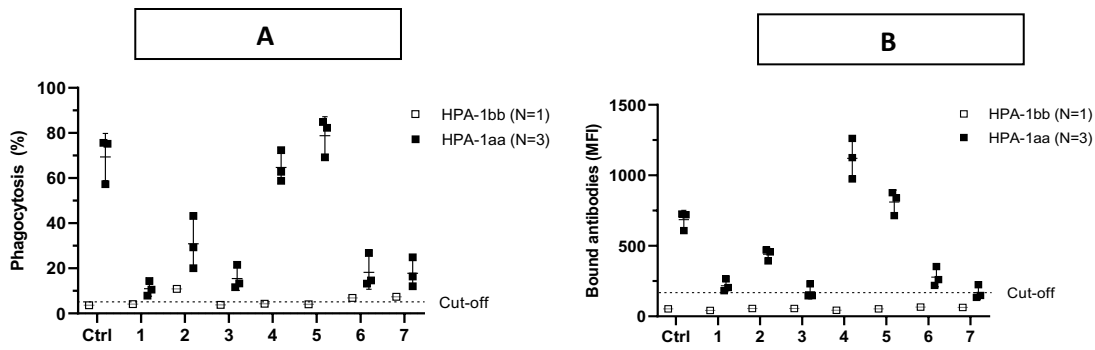 A
B
Phagocytosis (%)
100
80
60
40
20
0
Ctrl 1 2 3 4 5 6 7
HPA-1bb (N=1)
HPA-1aa (N=3)
Cut-off
Bound antibodies (MFI)
1500
1000
500
0
Ctrl 1 2 3 4 5 6 7
HPA-1bb (N=1)
HPA-1aa (N=3)
Cut-off